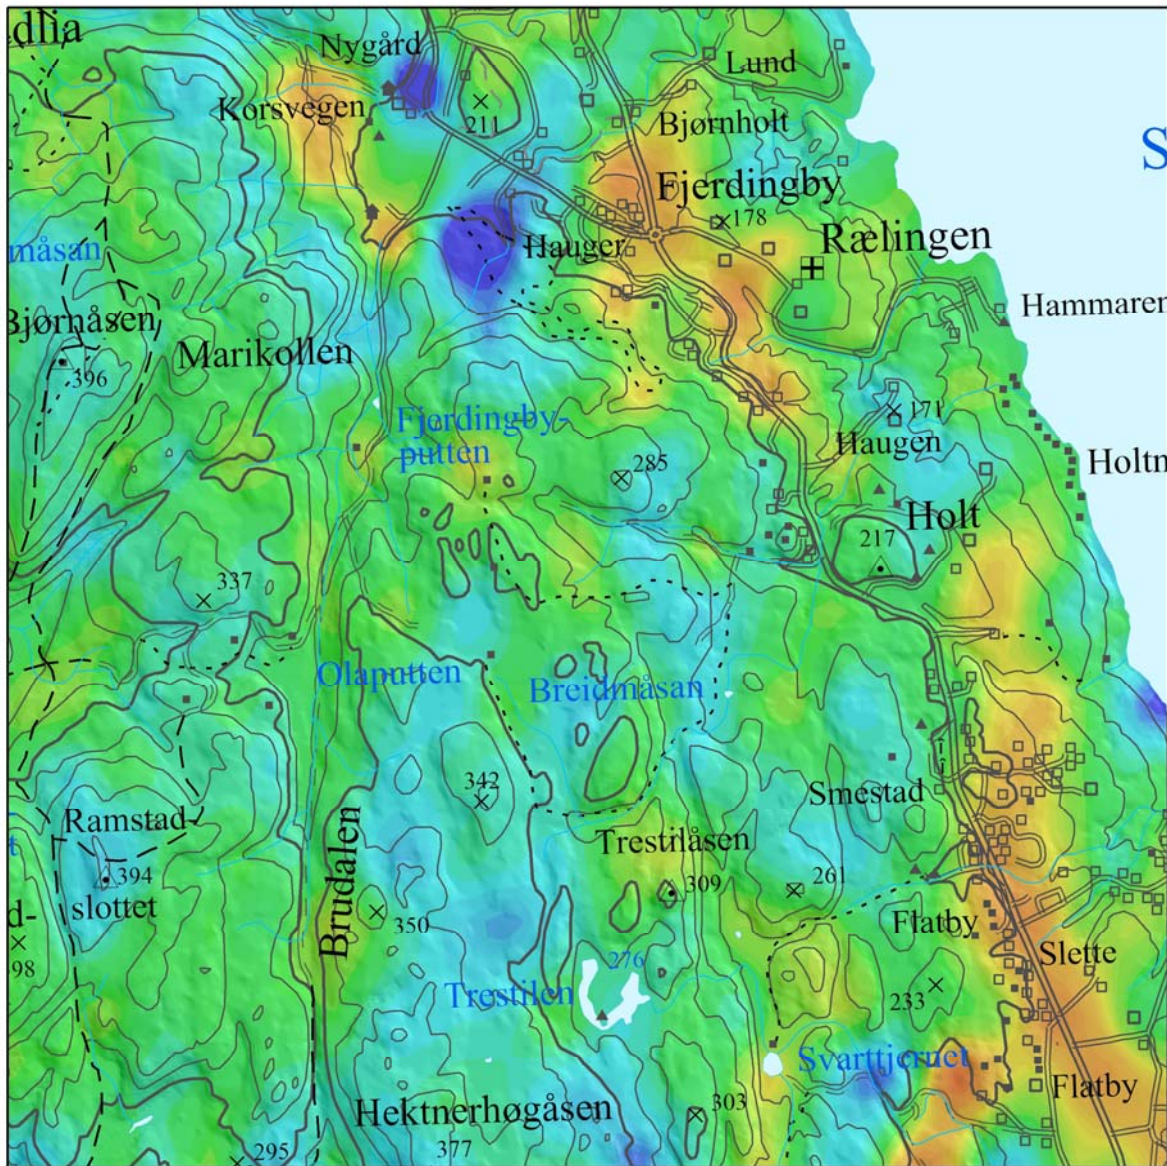 dlia
Nygård
Lund
Korsvegen
211
Bjørnholt
S
Fjerdingby
178
måsan
Hauger
Rælingen
Hammaren
Bjørnåsen
396
Marikollen
Fjerdingby-
putten
171
Haugen
285
Holtn
Holt
217
337
Olaputten
Breidmåsan
342
Smestad
Ramstad-
slottet
394
Trestilåsen
309
261
Brudalen
350
d-
Flatby
Slette
276
Trestilen
233
Svarttjernet
Flatby
Hektnerhøgåsen
303
377
295